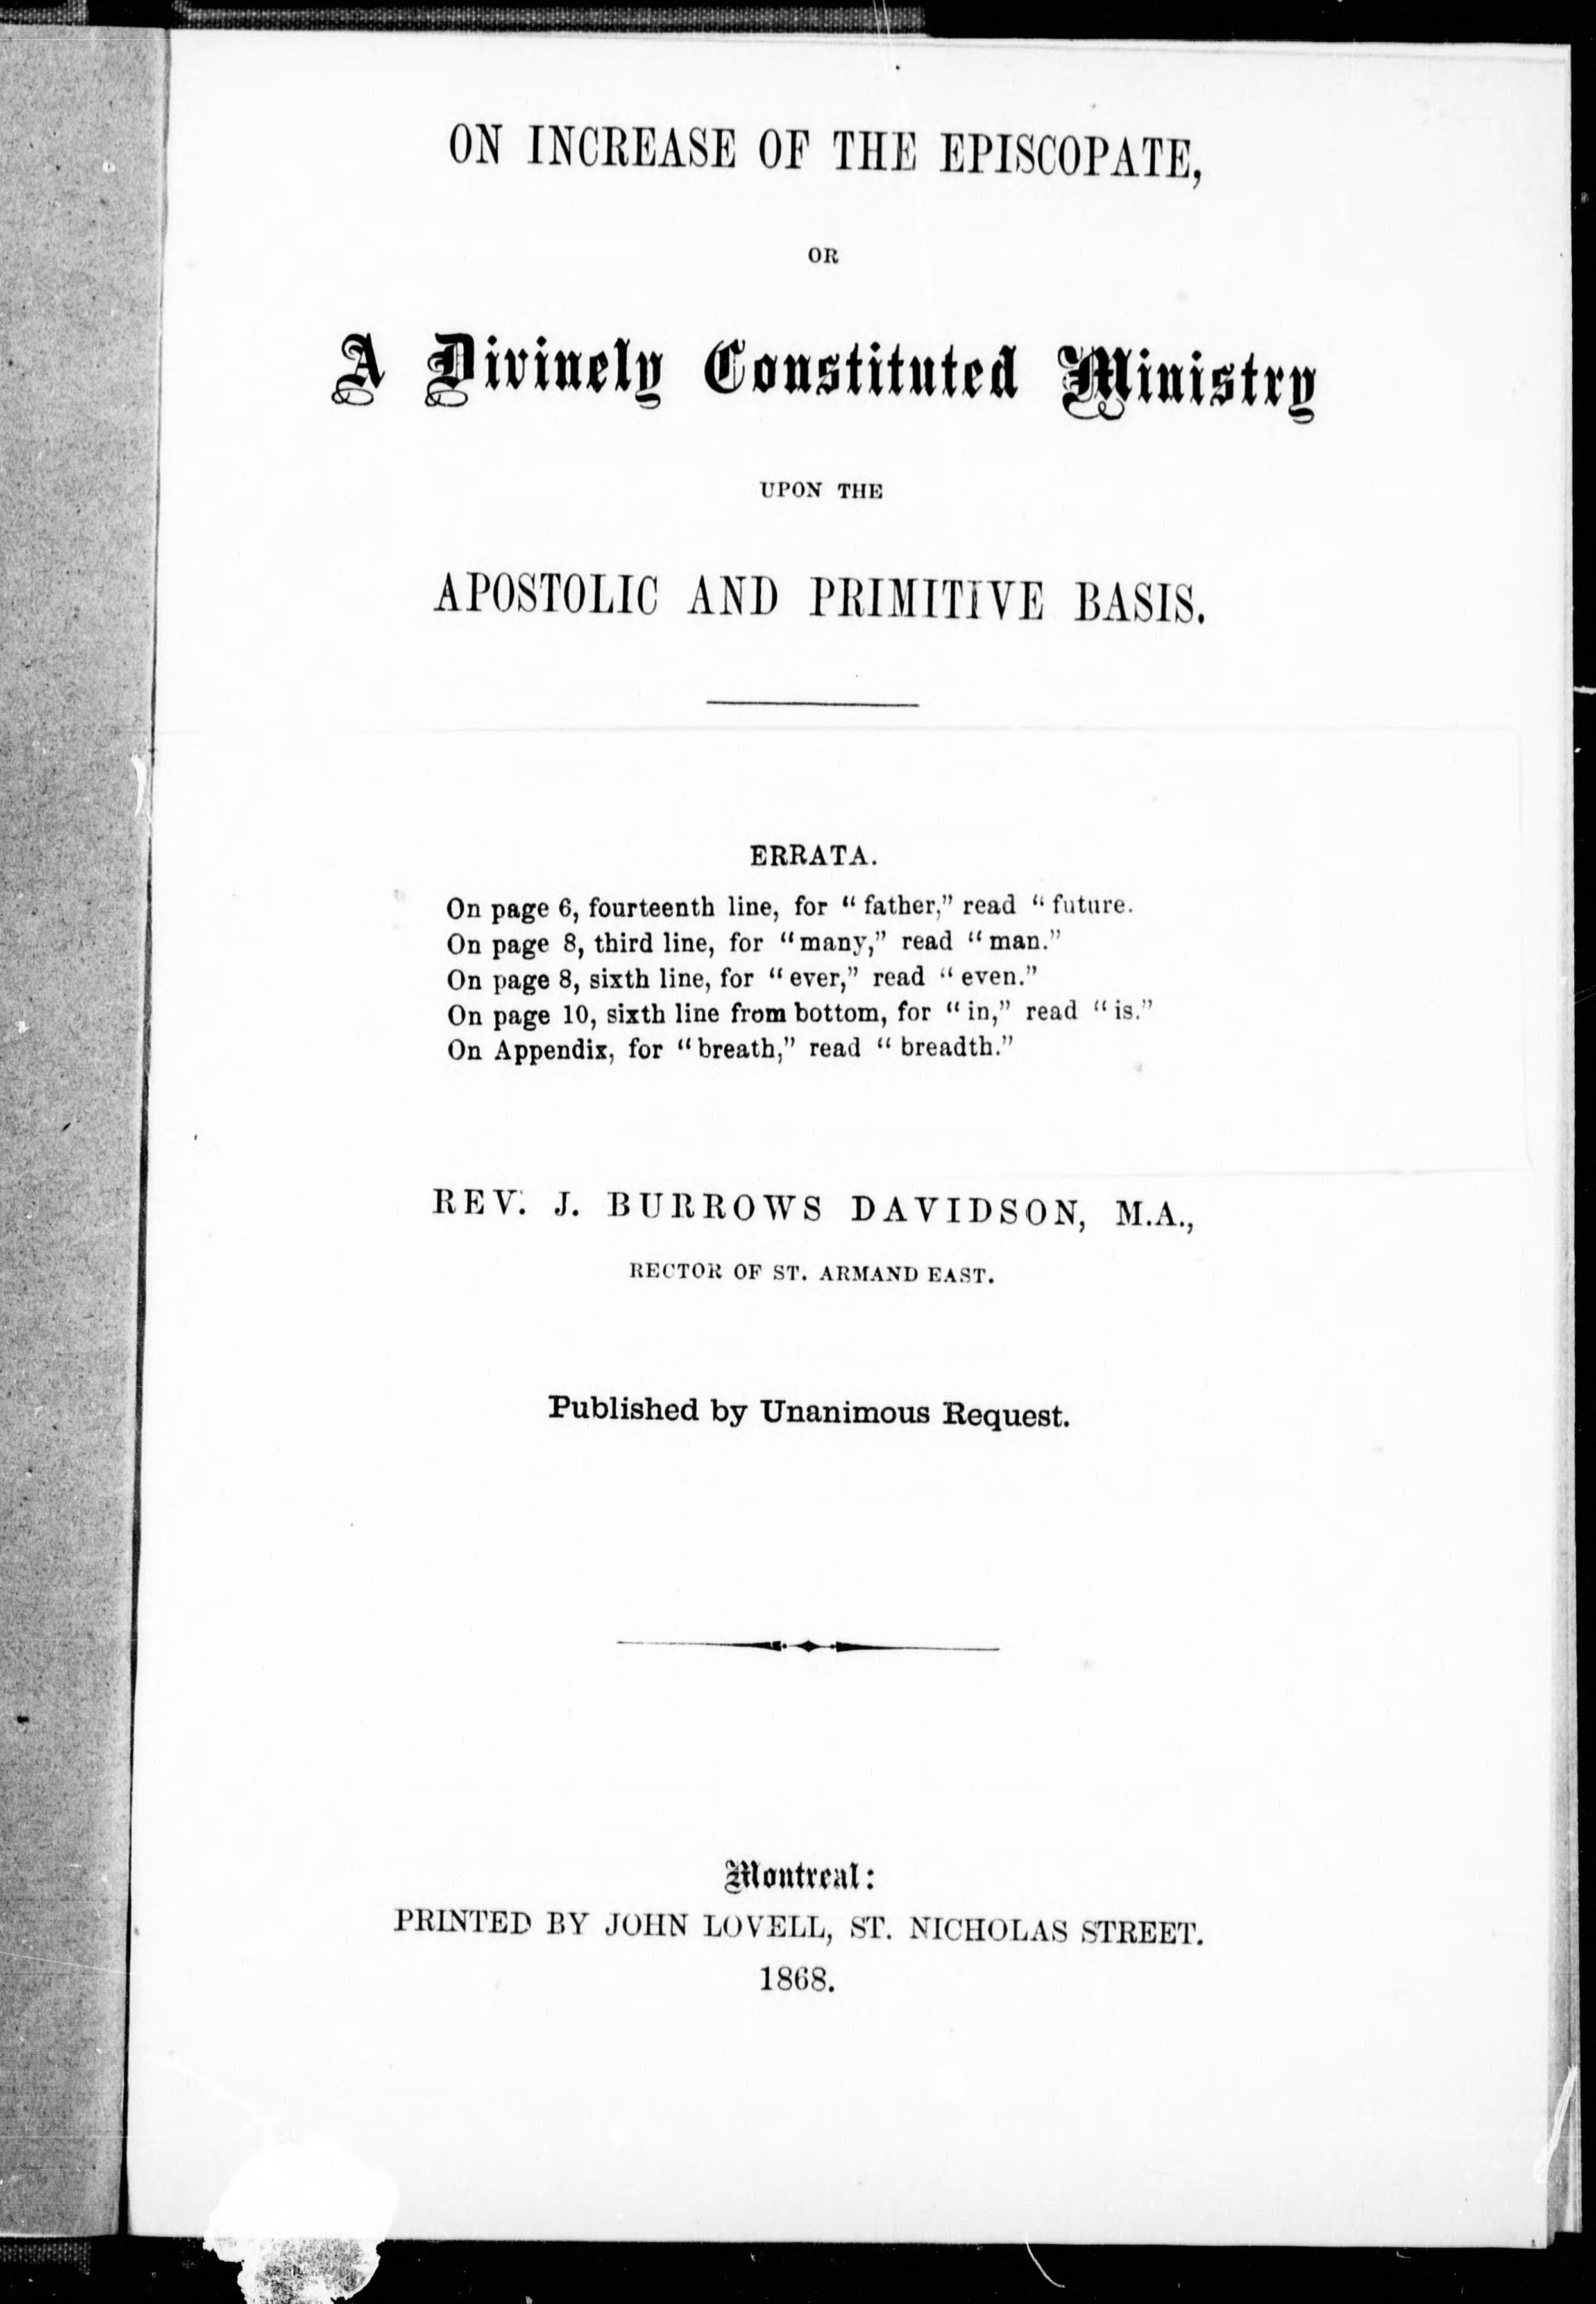 ON INCREASE OF THE EPISCOPATE,
OR
A Divinely Constituted Ministry
UPON THE
APOSTOLIC AND PRIMITIVE BASIS.
ERRATA.
On page 6, fourteenth line, for “father,” read “future.
On page 8, third line, for “many,” read “man.”
On page 8, sixth line, for “ever,” read “even.”
On page 10, sixth line from bottom, for “in,” read “is.”
On Appendix, for “breath,” read “breadth.”
REV. J. BURROWS DAVIDSON, M.A.,
RECTOR OF ST. ARMAND EAST.
Published by Unanimous Request.
Montreal:
PRINTED BY JOHN LOVELL, ST. NICHOLAS STREET.
1868.